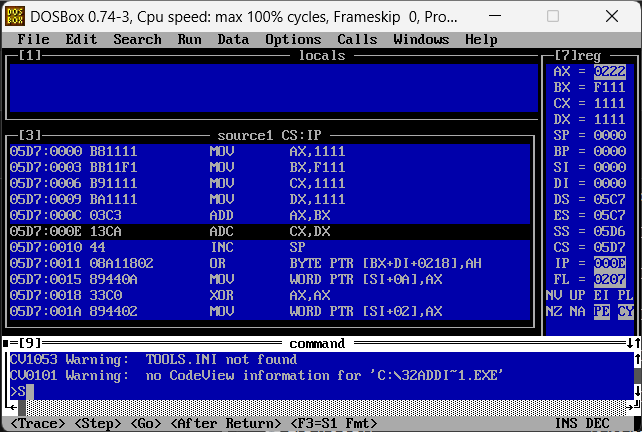 DOS BOX DOSBox 0.74-3, Cpu speed: max 100% cycles, Frameskip 0, Pro...
File Edit Search Run Data Options Calls Windows Help
[1] locals [7]reg
AX = 0222
BX = F111
CX = 1111
DX = 1111
SP = 0000
BP = 0000
SI = 0000
DI = 0000
DS = 05C7
ES = 05C7
SS = 05D6
CS = 05D7
IP = 000E
FL = 0207
NV UP EI PL
NZ NA PE CY
[3] source1 CS:IP
05D7:0000 B81111 MOV AX,1111
05D7:0003 BB11F1 MOV BX,F111
05D7:0006 B91111 MOV CX,1111
05D7:0009 BA1111 MOV DX,1111
05D7:000C 03C3 ADD AX,BX
05D7:000E 13CA ADC CX,DX
05D7:0010 44 INC SP
05D7:0011 08A11802 OR BYTE PTR [BX+DI+0218],AH
05D7:0015 89440A MOV WORD PTR [SI+0A],AX
05D7:0018 33C0 XOR AX,AX
05D7:001A 894402 MOV WORD PTR [SI+02],AX
[9] command
CV1053 Warning: TOOLS.INI not found
CV0101 Warning: no CodeView information for 'C:\32ADDI~1.EXE'
>S
<Trace> <Step> <Go> <After Return> <F3=S1 Fmt> INS DEC